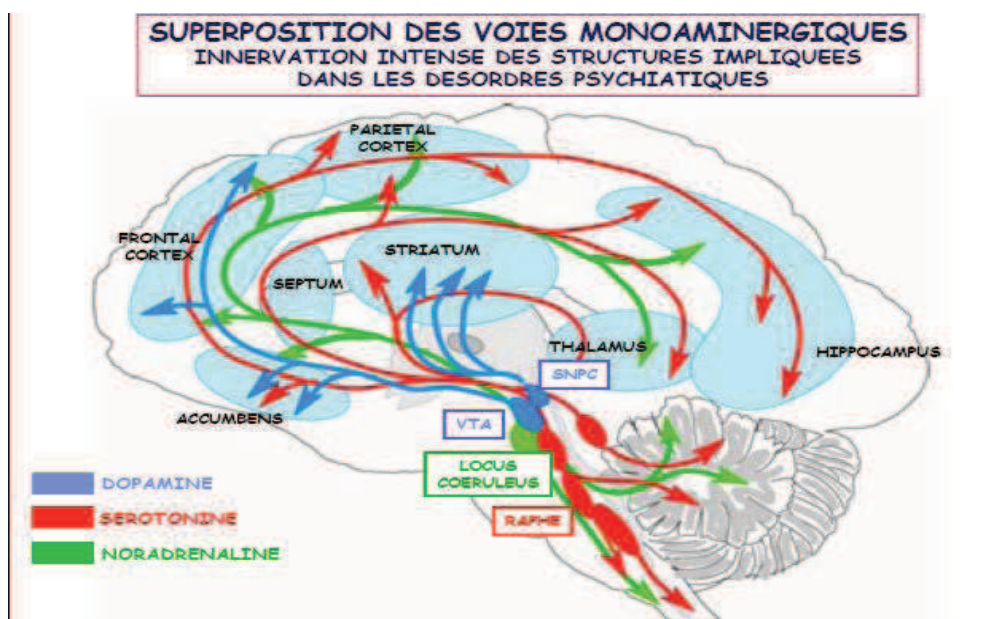 SUPERPOSITION DES VOIES MONOAMINERGIQUES
INNERVATION INTENSE DES STRUCTURES IMPLIQUEES
DANS LES DESORDRES PSYCHIATIQUES
PARIETAL
CORTEX
FRONTAL
CORTEX
STRIATUM
SEPTUM
THALAMUS
HIPPOCAMPUS
SNPC
ACCUMBENS
VTA
LOCUS
COERULEUS
RAPHE
DOPAMINE
SEROTONINE
NORADRENALINE